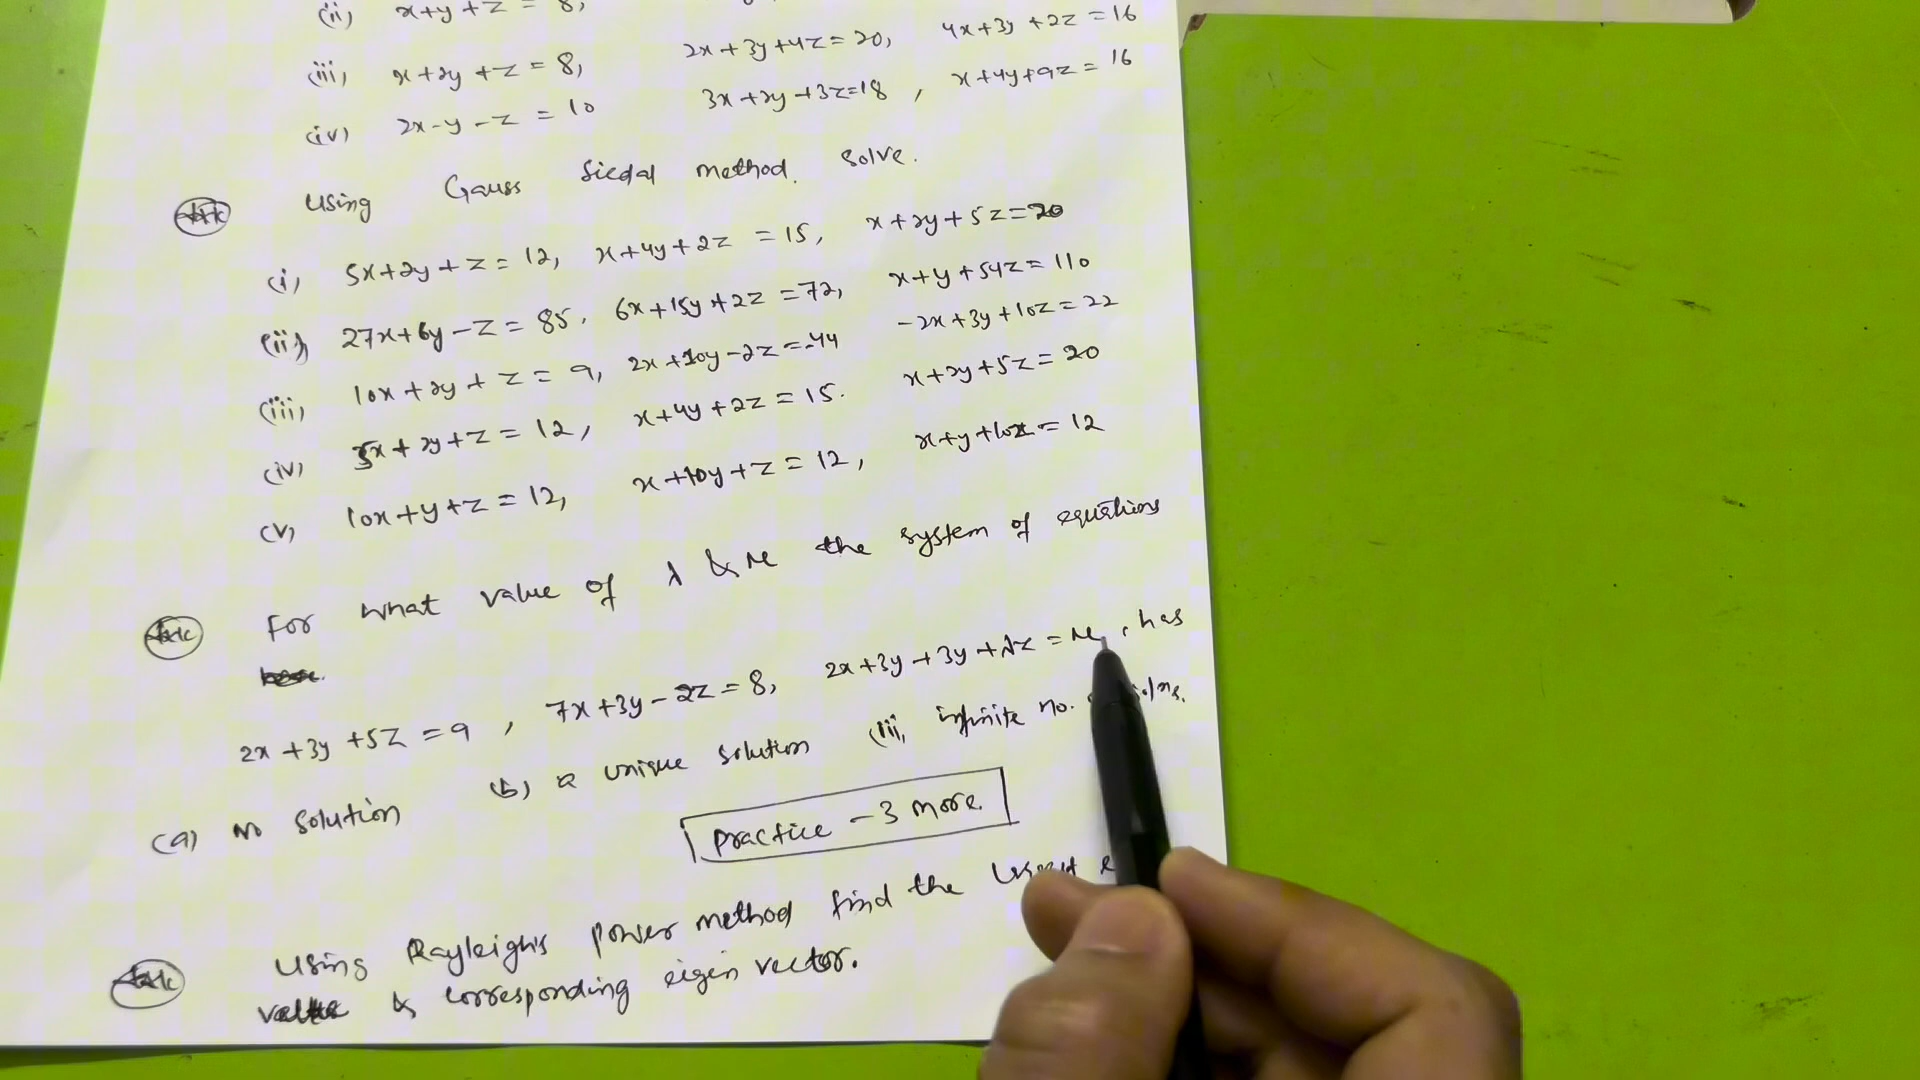 (ii) x+y+z = 8,
(iii) x+2y+z = 8, 2x+3y+4z=20, 4x+3y+2z=16
(iv) 2x-y-z = 10 3x+2y+3z=18, x+4y+9z=16
Using Gauss Siedal method. solve.
(i) 5x+2y+z=12, x+4y+2z=15, x+2y+5z=20
(ii) 27x+6y-z=85, 6x+15y+2z=72, x+y+54z=110
(iii) 10x+2y+z=9, 2x+20y-2z=-44 -2x+3y+10z=22
(iv) 5x+2y+z=12, x+4y+2z=15. x+2y+5z=20
(v) 10x+y+z=12, x+10y+z=12, x+y+10z=12
For what value of λ & μ the system of equations
2x+3y+5z=9, 7x+3y-2z=8, 2x+3y+3y+λz=μ, has
(a) no solution (b) a unique solution (iii) infinite no.
Practice - 3 more.
Using Rayleigh's power method find the
value & corresponding eigen vector.